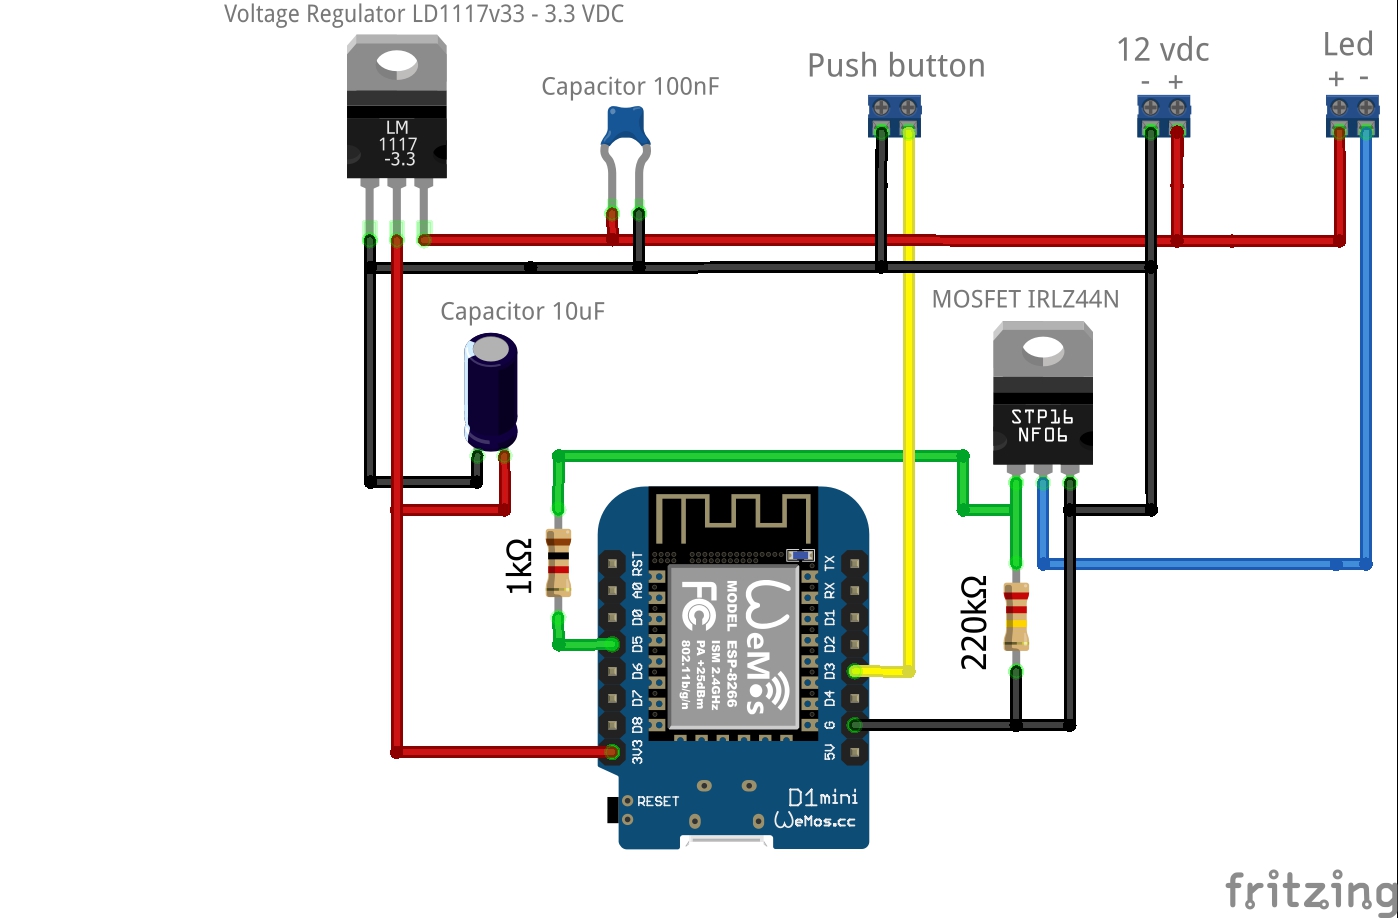 Voltage Regulator LD1117v33 - 3.3 VDC
LM
1117
-3.3
Capacitor 100nF
Push button
12 vdc
- +
Led
+ -
Capacitor 10uF
MOSFET IRLZ44N
STP16
NF06
1kΩ
220kΩ
RST
A0
D0
D5
D6
D7
D8
3V3
TX
RX
D1
D2
D3
D4
G
5V
WeMos
MODEL ESP-8266
ISM 2.4GHz
PA +25dBm
802.11b/g/n
FC
RESET
D1mini
WeMos.cc
fritzing